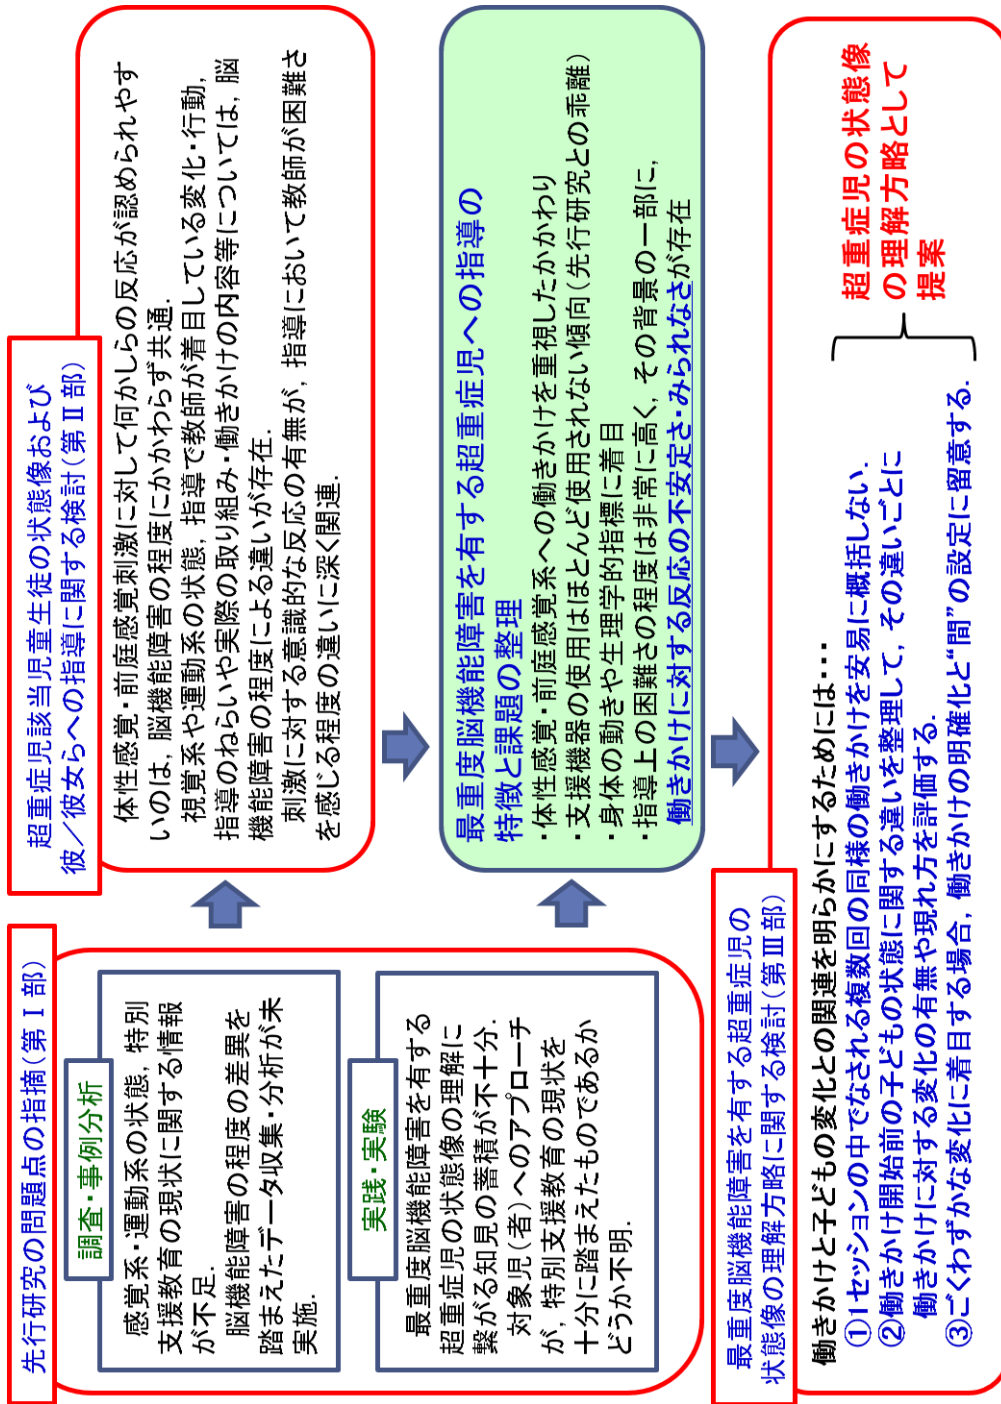 先行研究の問題点の指摘(第Ⅰ部)
調査・事例分析
感覚系・運動系の状態,特別
支援教育の現状に関する情報
が不足.
脳機能障害の程度の差異を
踏まえたデータ収集・分析が未
実施.
実践・実験
最重度脳機能障害を有する
超重症児の状態像の理解に
繋がる知見の蓄積が不十分.
対象児(者)へのアプローチ
が,特別支援教育の現状を
十分に踏まえたものであるか
どうか不明.
超重症児該当児童生徒の状態像および
彼/彼女らへの指導に関する検討(第Ⅱ部)
体性感覚・前庭感覚刺激に対して何かしらの反応が認められやす
いのは,脳機能障害の程度にかかわらず共通.
視覚系や運動系の状態,指導で教師が着目している変化・行動,
指導のねらいや実際の取り組み・働きかけの内容等については,脳
機能障害の程度による違いが存在.
刺激に対する意識的な反応の有無が,指導において教師が困難さ
を感じる程度の違いに深く関連.
最重度脳機能障害を有する超重症児への指導の
特徴と課題の整理
・体性感覚・前庭感覚系への働きかけを重視したかかわり
・支援機器の使用はほとんど使用されない傾向(先行研究との乖離)
・身体の動きや生理学的指標に着目
・指導上の困難さの程度は非常に高く,その背景の一部に,
働きかけに対する反応の不安定さ・みられなさが存在
最重度脳機能障害を有する超重症児の
状態像の理解方略に関する検討(第Ⅲ部)
働きかけと子どもの変化との関連を明らかにするためには・・・
①1セッションの中でなされる複数回の同様の働きかけを安易に概括しない.
②働きかけ開始前の子どもの状態に関する違いを整理して,その違いごとに
働きかけに対する変化の有無や現れ方を評価する.
③ごくわずかな変化に着目する場合,働きかけの明確化と“間”の設定に留意する.
超重症児の状態像
の理解方略として
提案